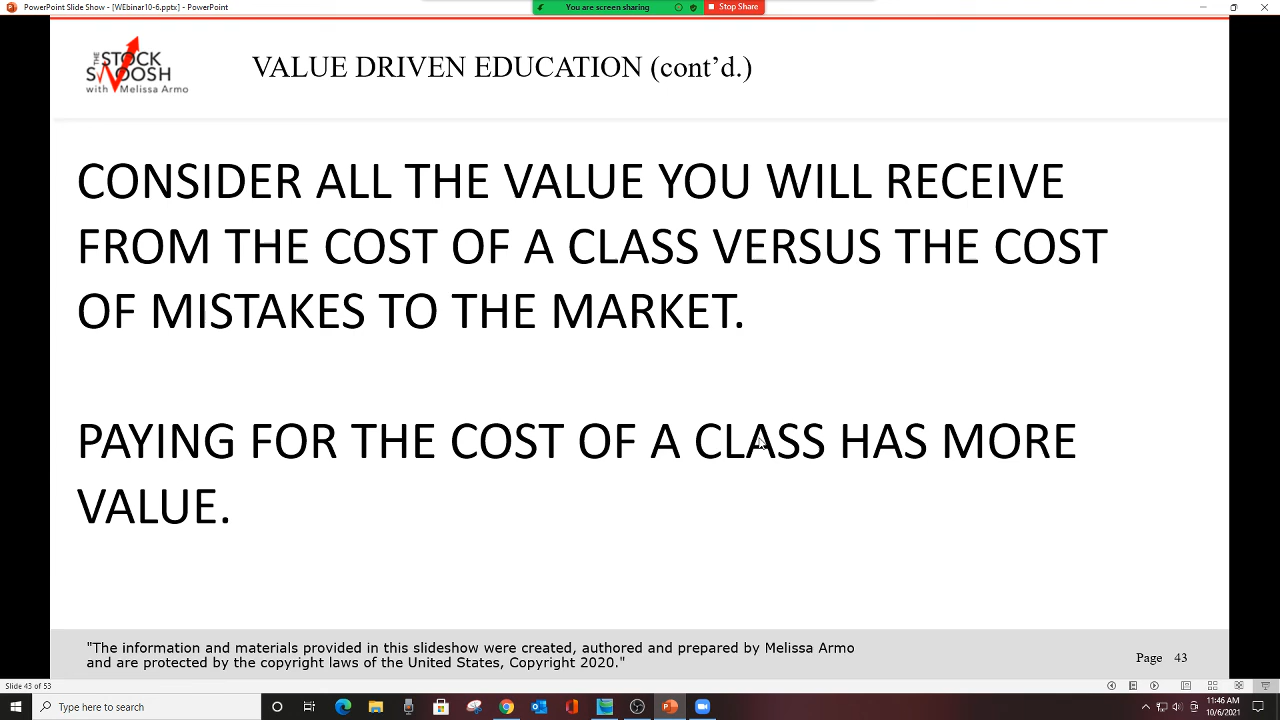 PowerPoint Slide Show - [WEbinar10-6.pptx] - PowerPoint
You are screen sharing
Stop Share
THE
STOCK
SWOOSH
with Melissa Armo
VALUE DRIVEN EDUCATION (cont’d.)
CONSIDER ALL THE VALUE YOU WILL RECEIVE
FROM THE COST OF A CLASS VERSUS THE COST
OF MISTAKES TO THE MARKET.
PAYING FOR THE COST OF A CLASS HAS MORE
VALUE.
"The information and materials provided in this slideshow were created, authored and prepared by Melissa Armo
and are protected by the copyright laws of the United States, Copyright 2020."
Page 43
Slide 43 of 53
Type here to search
11:46 AM
10/6/2021